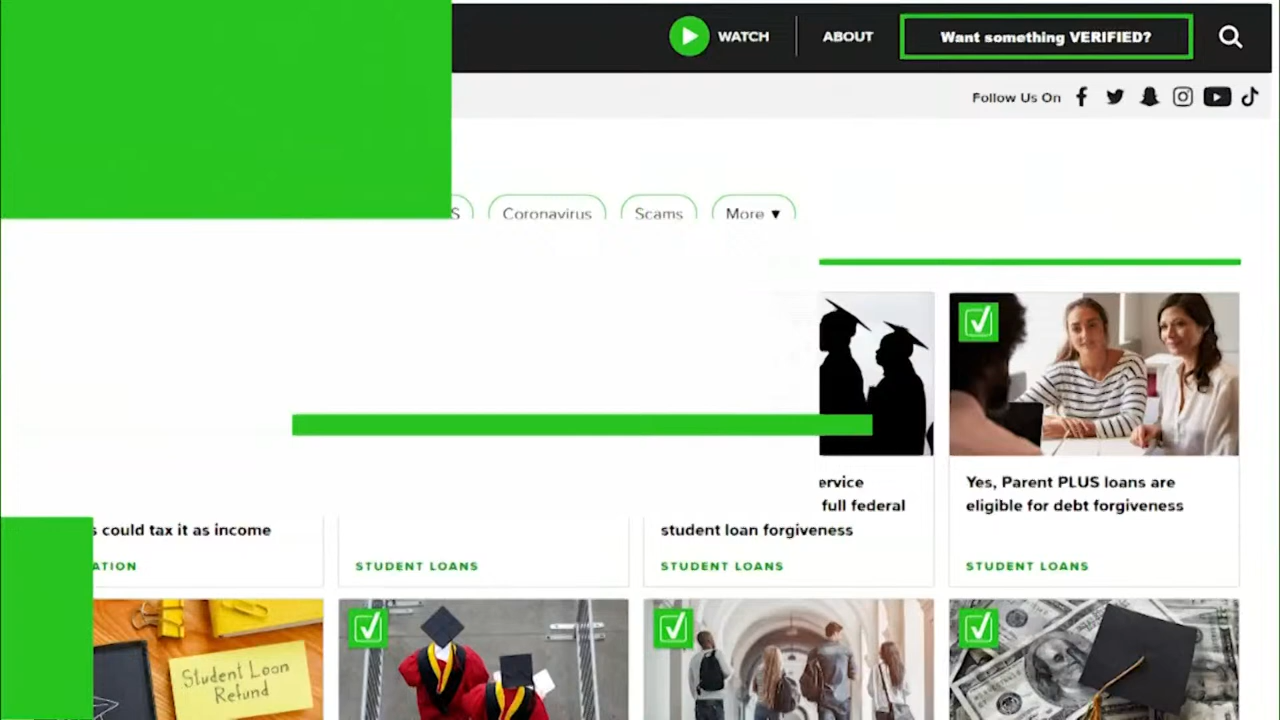 WATCH
ABOUT
Want something VERIFIED?
Follow Us On
S
Coronavirus
Scams
More ▼
ervice
full federal
student loan forgiveness
STUDENT LOANS
Yes, Parent PLUS loans are
eligible for debt forgiveness
STUDENT LOANS
could tax it as income
ATION
STUDENT LOANS
Student Loan
Refund